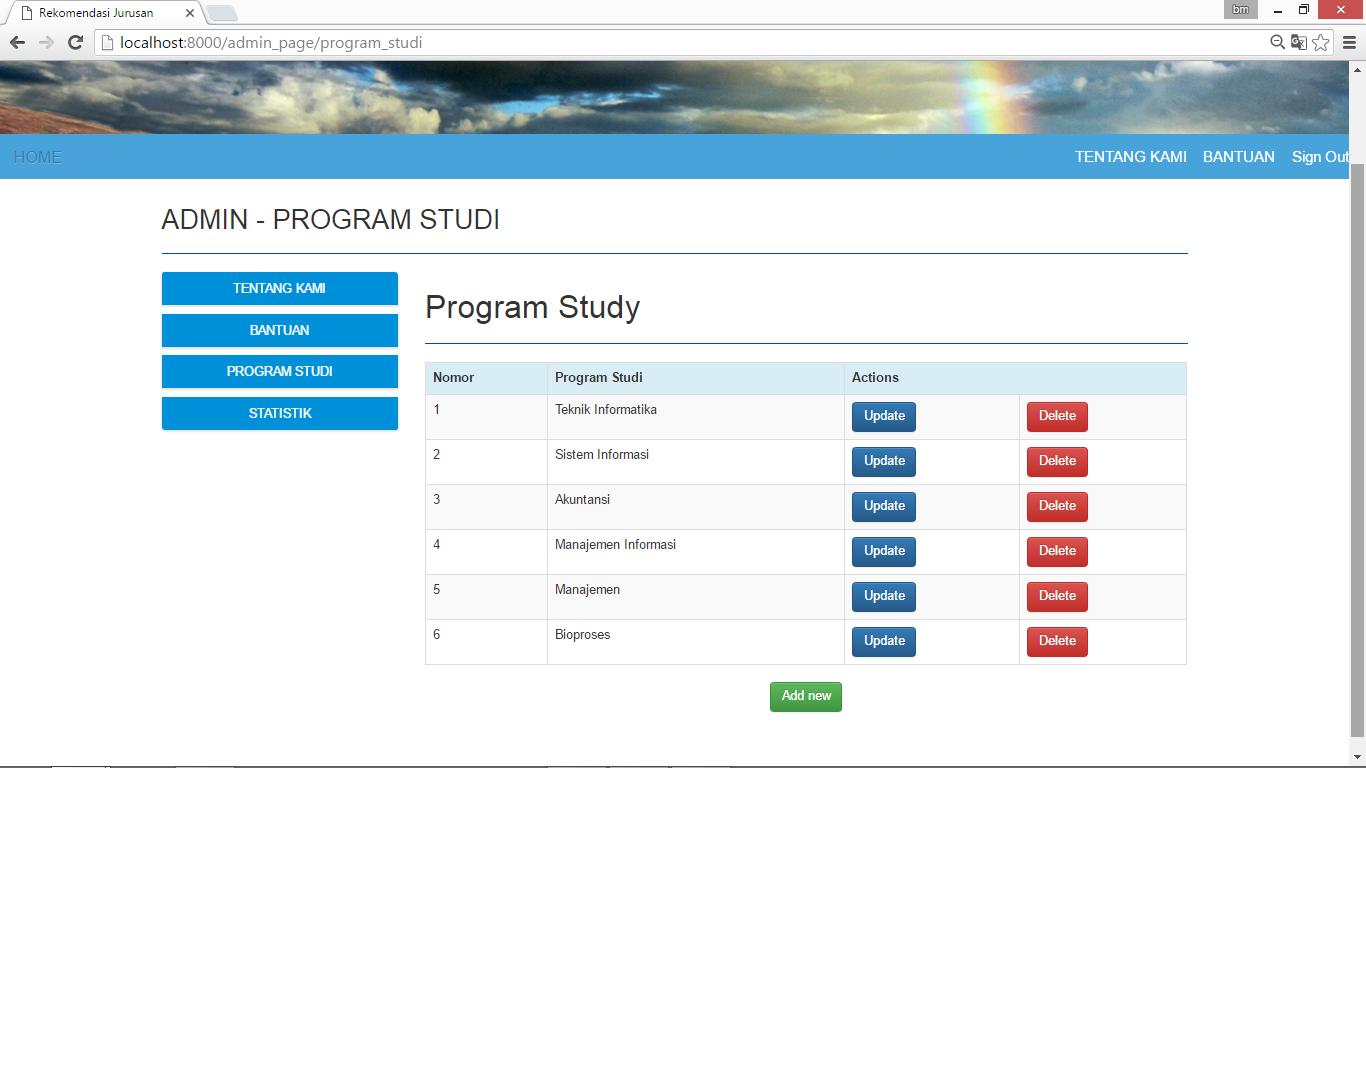 Rekomendasi Jurusan
bm
localhost:8000/admin_page/program_studi
HOME TENTANG KAMI BANTUAN Sign Out
ADMIN - PROGRAM STUDI
TENTANG KAMI
BANTUAN
PROGRAM STUDI
STATISTIK
Program Study
Nomor Program Studi Actions
1 Teknik Informatika Update Delete
2 Sistem Informasi Update Delete
3 Akuntansi Update Delete
4 Manajemen Informasi Update Delete
5 Manajemen Update Delete
6 Bioproses Update Delete
Add new